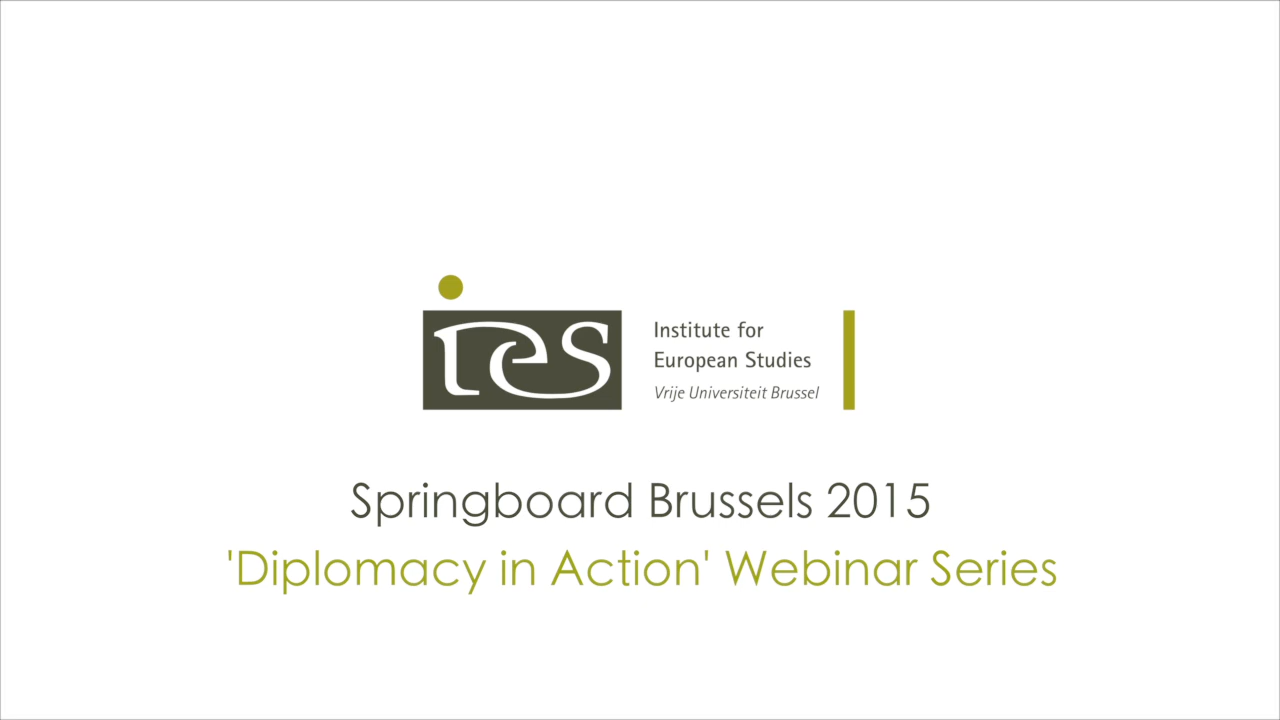 ies
Institute for
European Studies
Vrije Universiteit Brussel
Springboard Brussels 2015
'Diplomacy in Action' Webinar Series